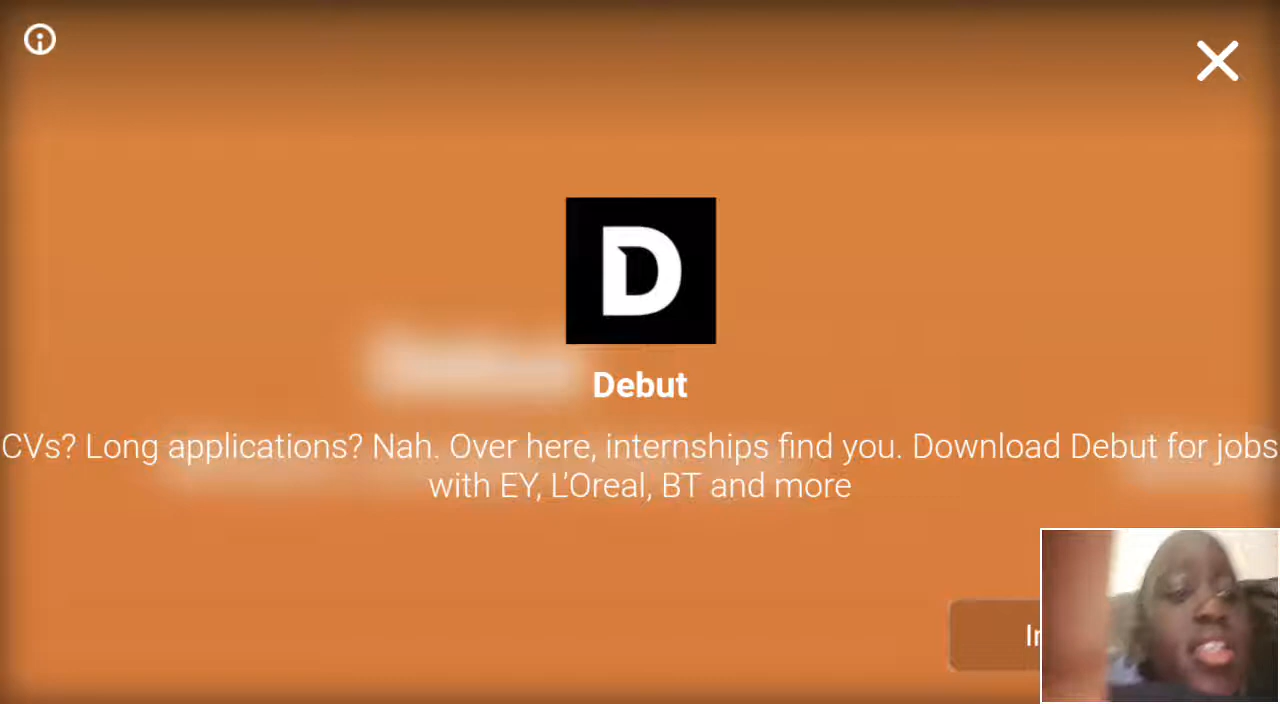 D
Debut
CVs? Long applications? Nah. Over here, internships find you. Download Debut for jobs
with EY, L’Oreal, BT and more